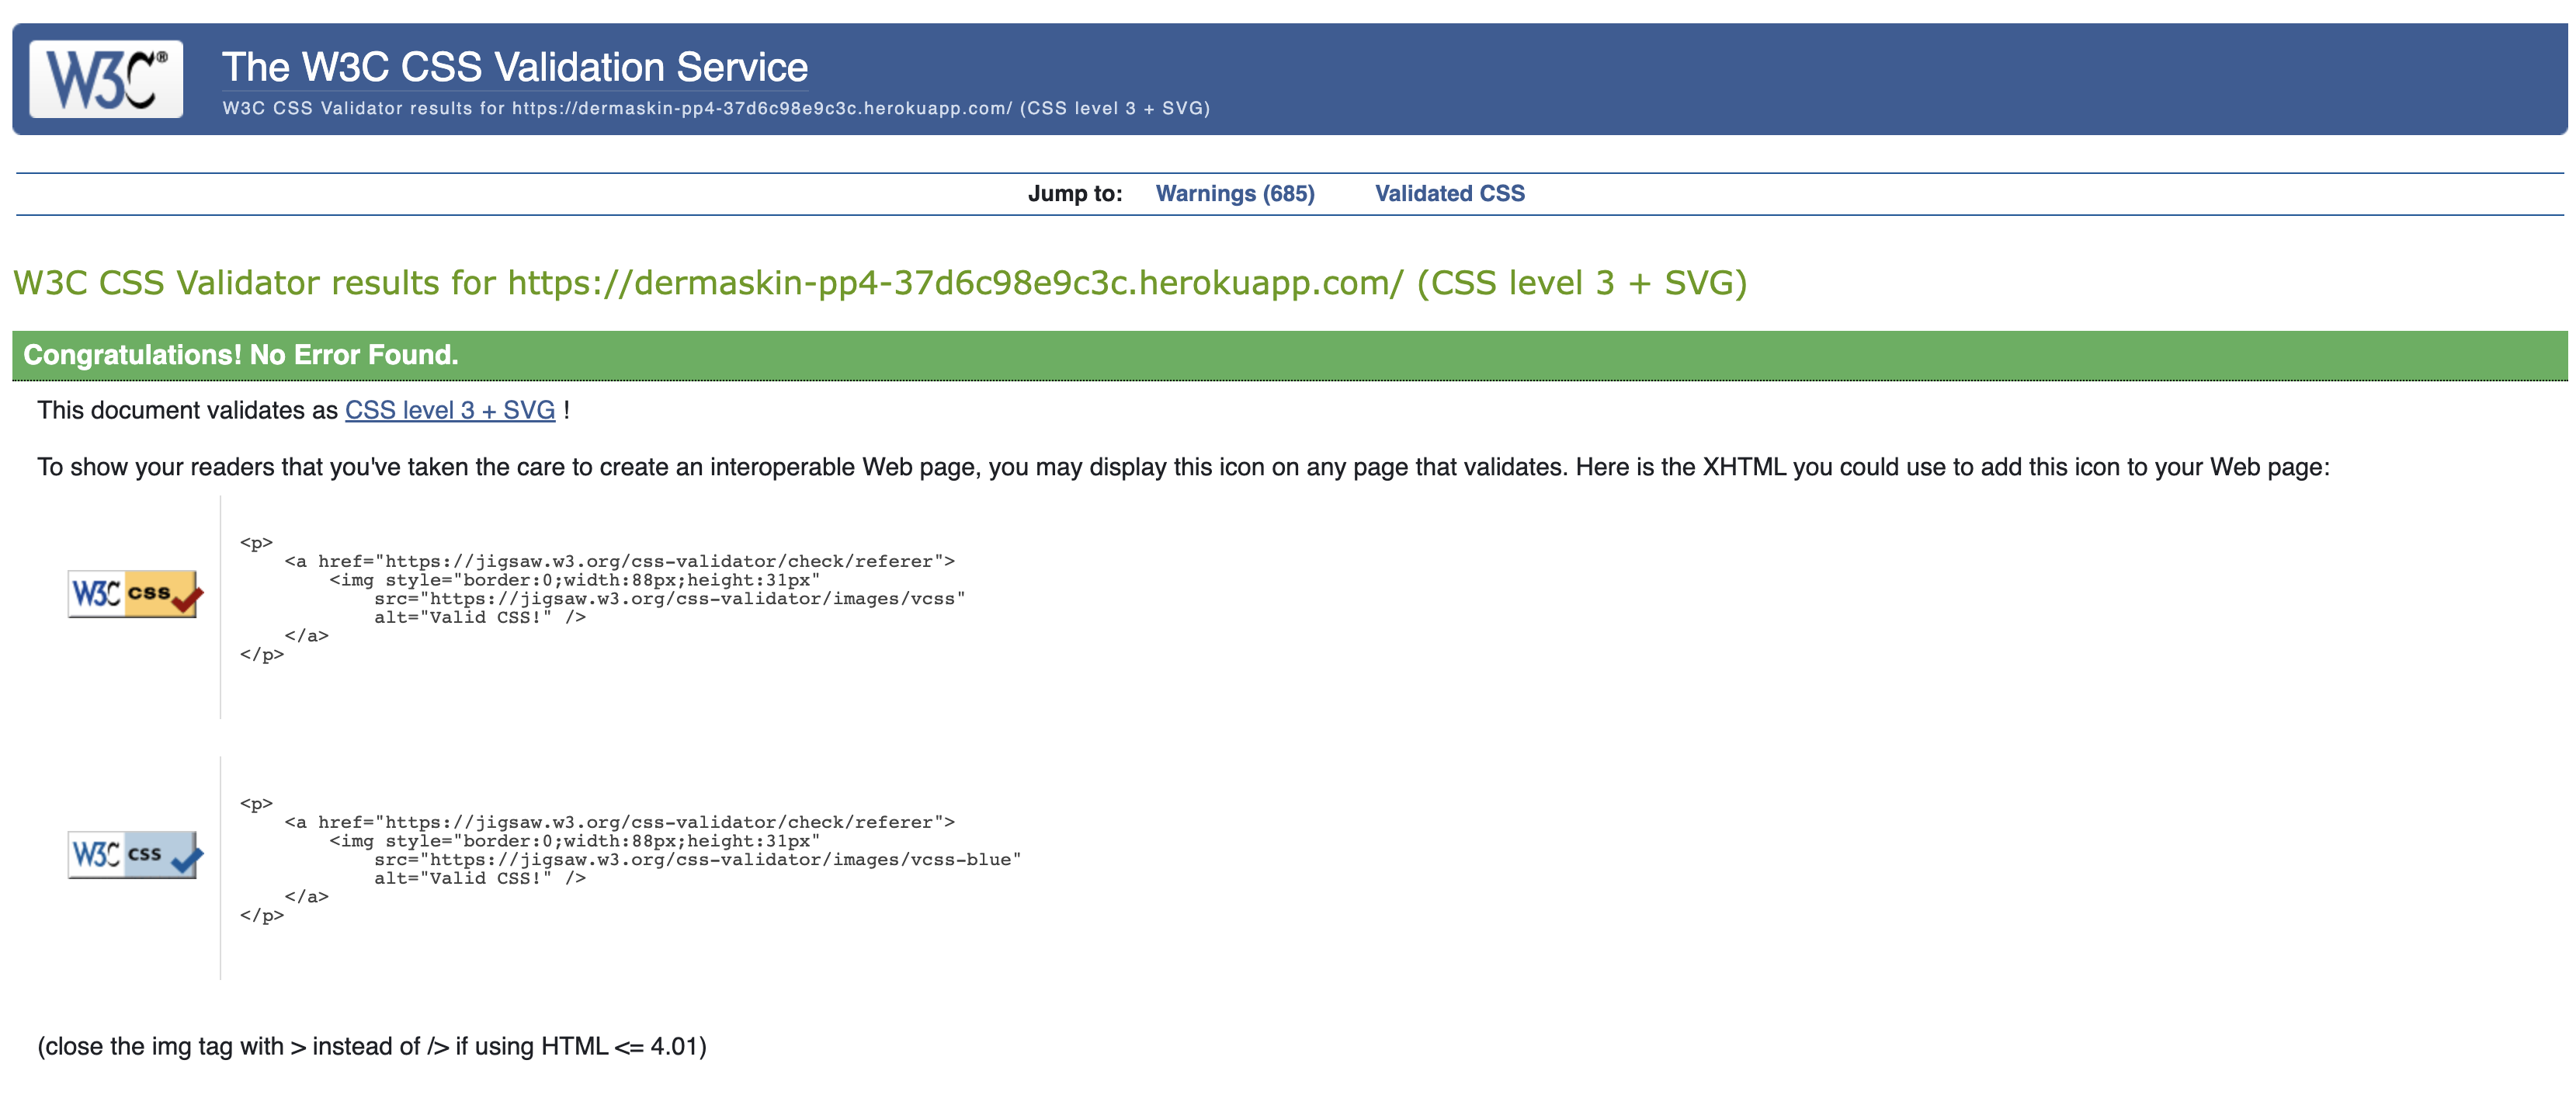 W3C®
The W3C CSS Validation Service
W3C CSS Validator results for https://dermaskin-pp4-37d6c98e9c3c.herokuapp.com/ (CSS level 3 + SVG)
Jump to: Warnings (685) Validated CSS
W3C CSS Validator results for https://dermaskin-pp4-37d6c98e9c3c.herokuapp.com/ (CSS level 3 + SVG)
Congratulations! No Error Found.
This document validates as CSS level 3 + SVG !
To show your readers that you've taken the care to create an interoperable Web page, you may display this icon on any page that validates. Here is the XHTML you could use to add this icon to your Web page:
W3C css
<p>
    <a href="https://jigsaw.w3.org/css-validator/check/referer">
        <img style="border:0;width:88px;height:31px"
            src="https://jigsaw.w3.org/css-validator/images/vcss"
            alt="Valid CSS!" />
    </a>
</p>
W3C css
<p>
    <a href="https://jigsaw.w3.org/css-validator/check/referer">
        <img style="border:0;width:88px;height:31px"
            src="https://jigsaw.w3.org/css-validator/images/vcss-blue"
            alt="Valid CSS!" />
    </a>
</p>
(close the img tag with > instead of /> if using HTML <= 4.01)